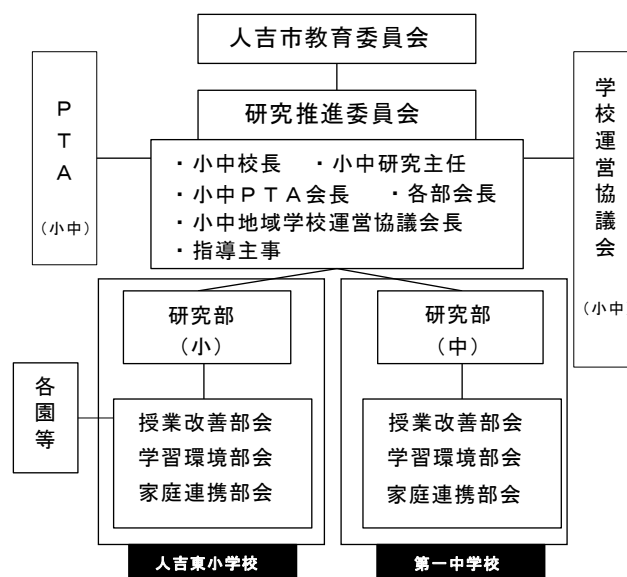 人吉市教育委員会
ＰＴＡ
（小中）
研究推進委員会
・小中校長　・小中研究主任
・小中ＰＴＡ会長　・各部会長
・小中地域学校運営協議会長
・指導主事
学校運営協議会
（小中）
研究部
（小）
研究部
（中）
各園等
授業改善部会
学習環境部会
家庭連携部会
授業改善部会
学習環境部会
家庭連携部会
人吉東小学校
第一中学校